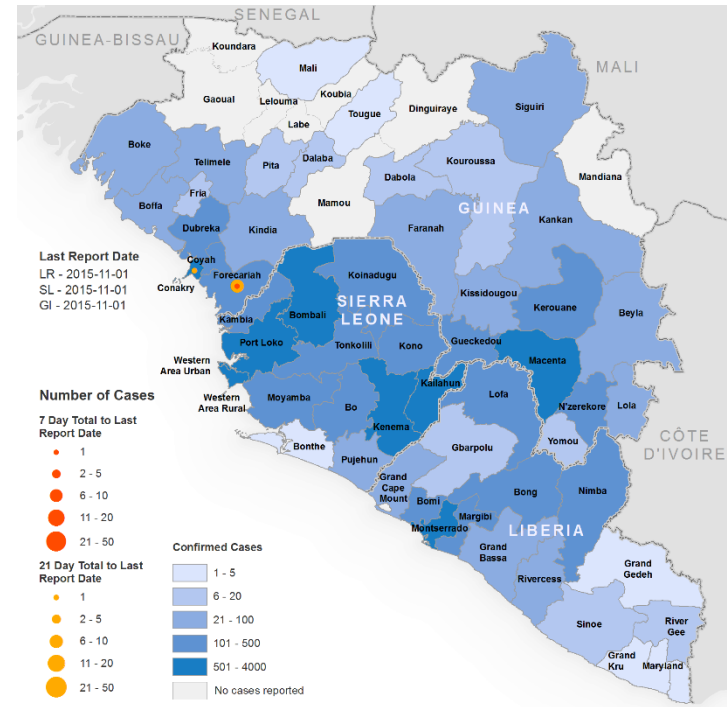 SENEGAL
GUINEA-BISSAU
MALI
Koundara
Mali
Gaoual
Lelouma
Koubia
Labe
Tougue
Dinguiraye
Siguiri
Boke
Telimele
Pita
Dalaba
Dabola
Kouroussa
Mandiana
Fria
Boffa
Mamou
GUINEA
Dubreka
Kindia
Faranah
Kankan
Coyah
Conakry
Forecariah
Koinadugu
Kissidougou
Kerouane
Beyla
Last Report Date
LR - 2015-11-01
SL - 2015-11-01
GI - 2015-11-01
SIERRA
LEONE
Bombali
Kambia
Port Loko
Tonkolili
Kono
Gueckedou
Macenta
Western
Area Urban
Western
Area Rural
Moyamba
Bo
Kailahun
Kenema
Lofa
N'zerekore
Lola
Yomou
CÔTE
D'IVOIRE
Bonthe
Pujehun
Gbarpolu
Grand
Cape
Mount
Bomi
Bong
Nimba
Margibi
Montserrado
LIBERIA
Grand
Bassa
Rivercess
Grand
Gedeh
Sinoe
River
Gee
Grand
Kru
Maryland
Number of Cases
7 Day Total to Last
Report Date
1
2 - 5
6 - 10
11 - 20
21 - 50
21 Day Total to Last
Report Date
1
2 - 5
6 - 10
11 - 20
21 - 50
Confirmed Cases
1 - 5
6 - 20
21 - 100
101 - 500
501 - 4000
No cases reported